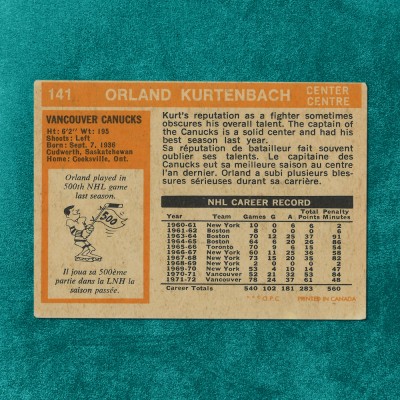 141 ORLAND KURTENBACH CENTER
CENTRE
VANCOUVER CANUCKS
Ht: 6'2" Wt: 195
Shoots: Left
Born: Sept. 7, 1936
Cudworth, Saskatchewan
Home: Cooksville, Ont.
Orland played in
500th NHL game
last season.
500
Il joua sa 500ème
partie dans la LNH la
saison passée.
Kurt's reputation as a fighter sometimes
obscures his overall talent. The captain of
the Canucks is a solid center and had his
best season last year.
Sa réputation de batailleur fait souvent
oublier ses talents. Le capitaine des
Canucks eut sa meilleure saison au centre
l'an dernier. Orland a subi plusieurs bles-
sures sérieuses durant sa carrière.
NHL CAREER RECORD
Year Team Games G A Total Points Penalty Minutes
1960-61 New York 10 0 6 6 2
1961-62 Boston 8 0 0 0 6
1963-64 Boston 70 12 25 37 91
1964-65 Boston 64 6 20 26 86
1965-66 Toronto 70 9 6 15 54
1966-67 New York 60 11 25 36 58
1967-68 New York 73 15 20 35 82
1968-69 New York 2 0 0 0 2
1969-70 New York 53 4 10 14 47
1970-71 Vancouver 52 21 32 53 84
1971-72 Vancouver 78 24 37 61 48
Career Totals 540 102 181 283 560
O.P.C. PRINTED IN CANADA